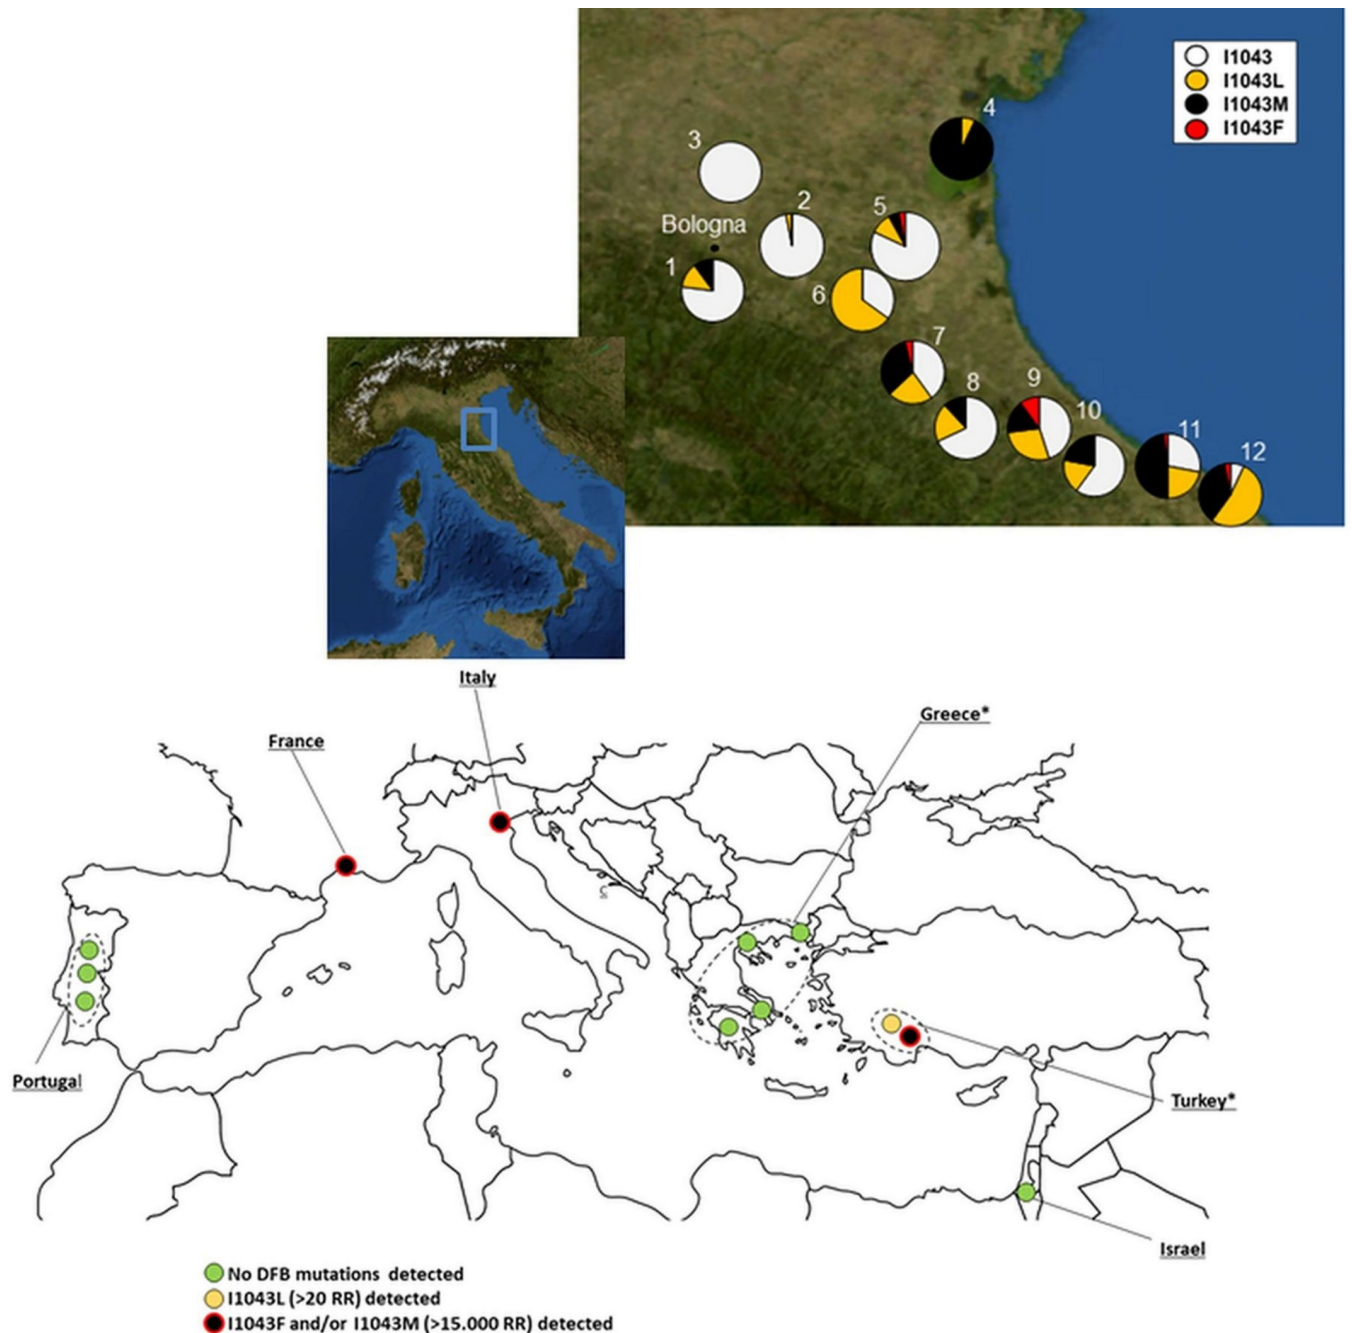 I1043
I1043L
I1043M
I1043F
4
3
2
5
Bologna
1
6
7
8
9
10
11
12
Italy
Greece*
France
Portugal
Turkey*
Israel
No DFB mutations detected
I1043L (>20 RR) detected
I1043F and/or I1043M (>15.000 RR) detected